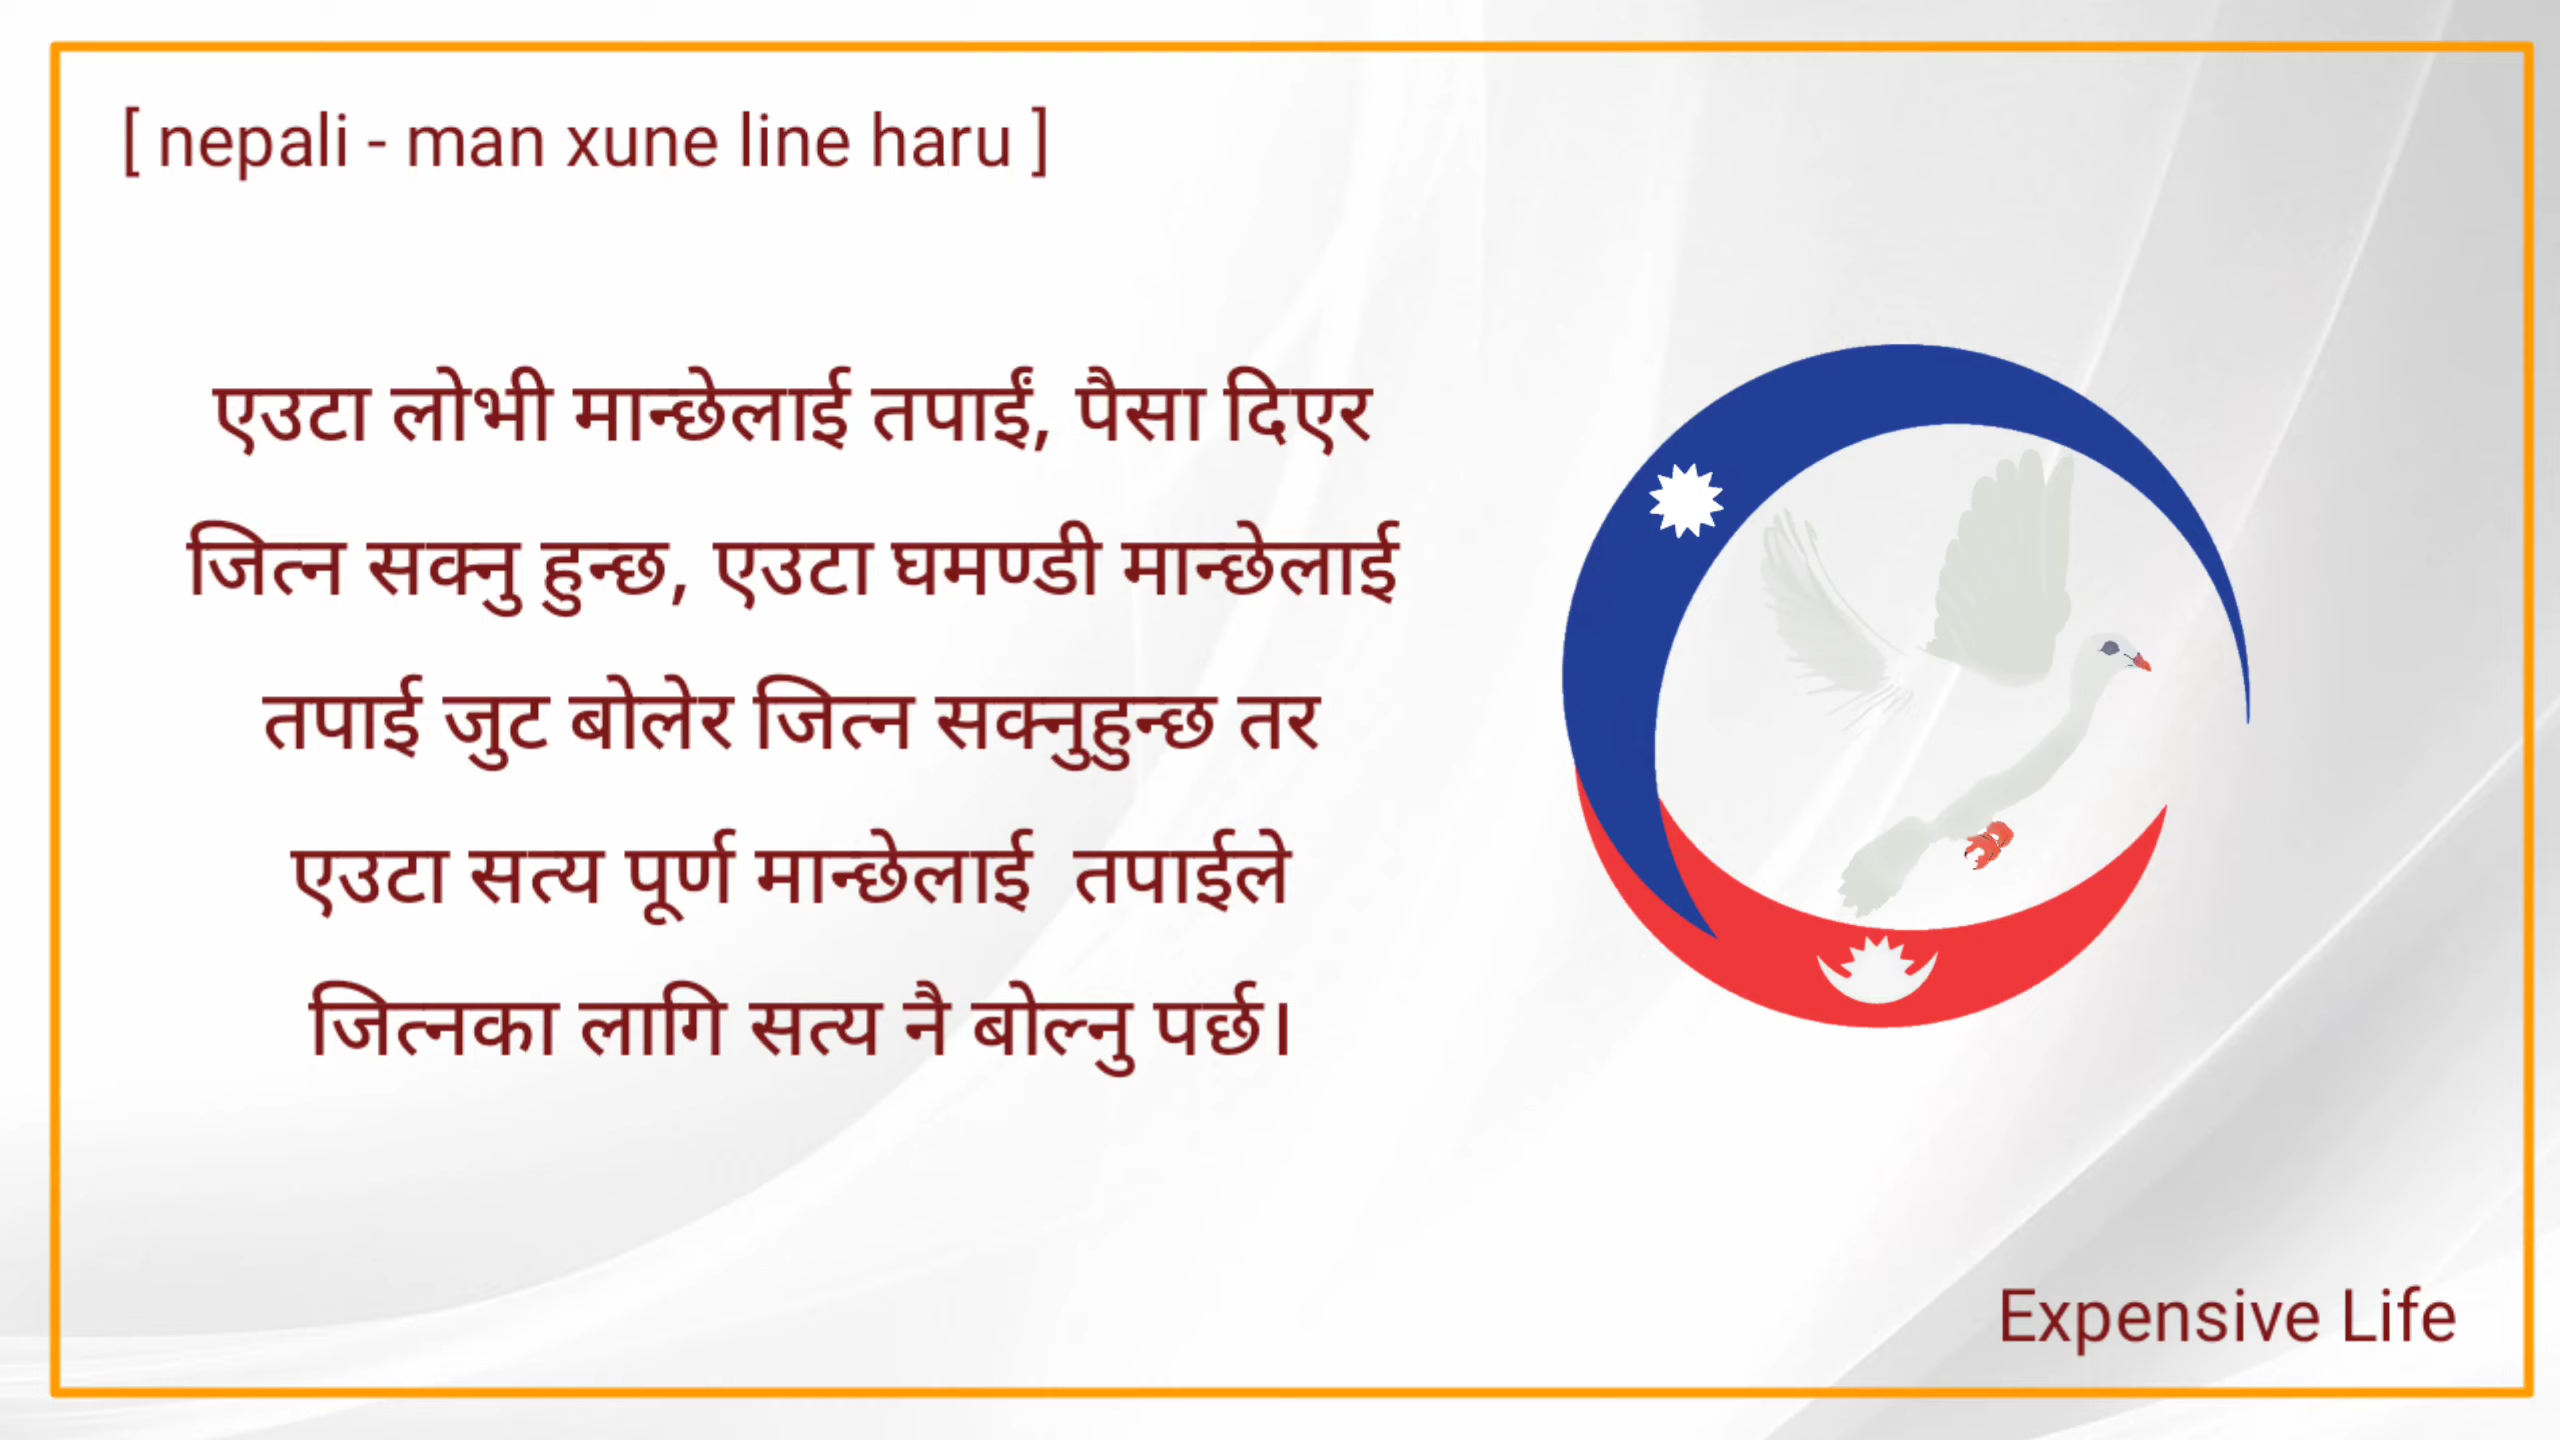 [ nepali - man xune line haru ]
एउटा लोभी मान्छेलाई तपाईं, पैसा दिएर
जित्न सक्नु हुन्छ, एउटा घमण्डी मान्छेलाई
तपाई जुट बोलेर जित्न सक्नुहुन्छ तर
एउटा सत्य पूर्ण मान्छेलाई  तपाईले
जित्नका लागि सत्य नै बोल्नु पर्छ।
Expensive Life